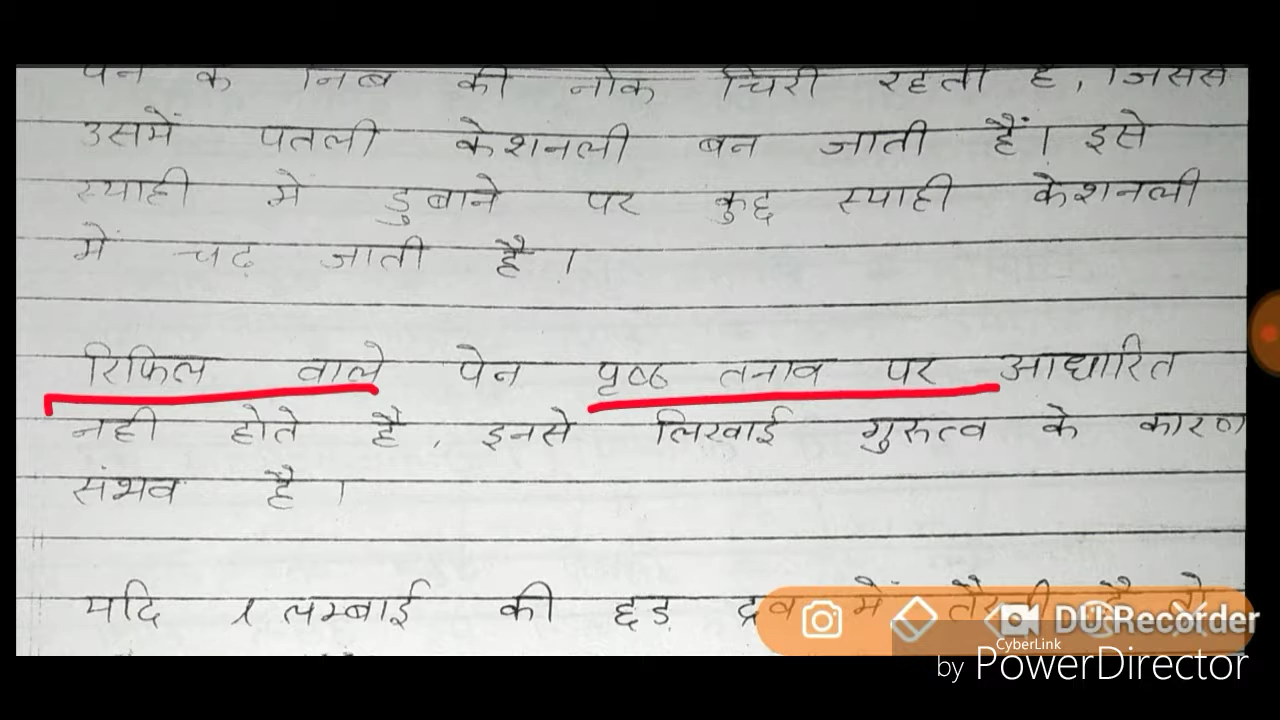 पेन के निब की नोक चिरी रहती है, जिससे
उसमें पतली केशनली बन जाती हैं। इसे
स्याही मे डुबाने पर कुछ स्याही केशनली
में चढ़ जाती है।
रिफिल वाले पेन पृष्ठ तनाव पर आधारित
नही होते है, इनसे लिखाई गुरुत्व के कारण
संभव है।
यदि l लम्बाई की छड़ द्रव में तैरती है तो
DU Recorder
CyberLink
by PowerDirector